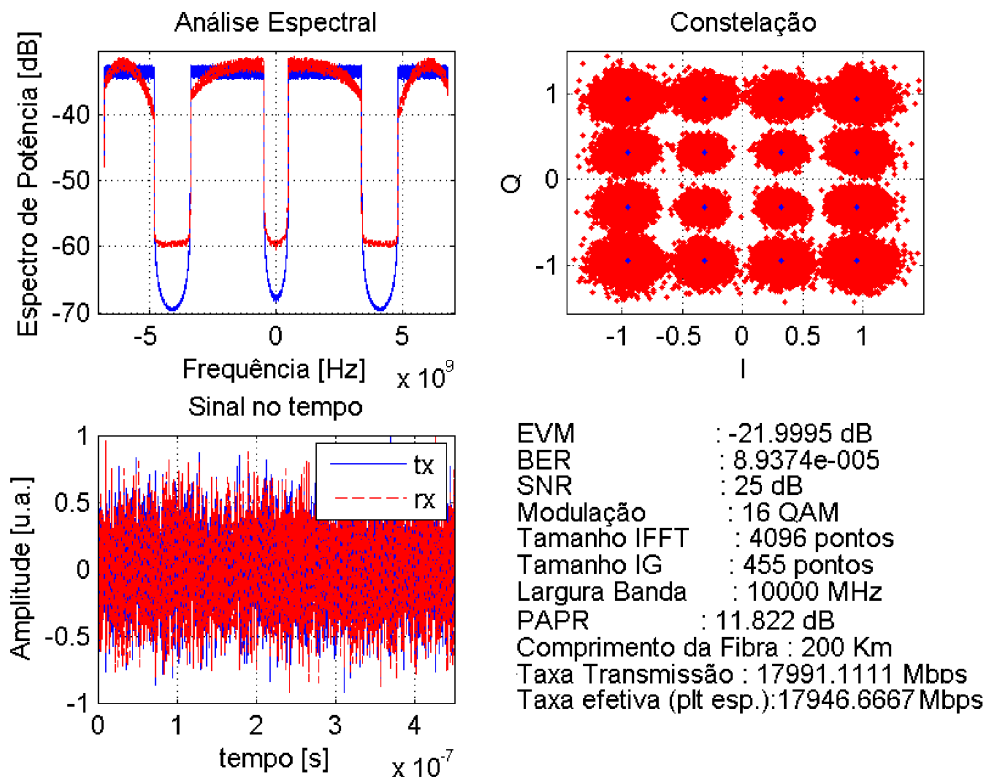 Análise Espectral
Espectro de Potência [dB]
-40
-50
-60
-70
-5
0
5
Frequência [Hz]
x 10^9
Constelação
Q
1
0
-1
-1
-0.5
0
0.5
1
I
Sinal no tempo
Amplitude [u.a.]
1
0.5
0
-0.5
-1
tx
rx
0
1
2
3
4
tempo [s]
x 10^-7
EVM : -21.9995 dB
BER : 8.9374e-005
SNR : 25 dB
Modulação : 16 QAM
Tamanho IFFT : 4096 pontos
Tamanho IG : 455 pontos
Largura Banda : 10000 MHz
PAPR : 11.822 dB
Comprimento da Fibra : 200 Km
Taxa Transmissão : 17991.1111 Mbps
Taxa efetiva (plt esp.):17946.6667 Mbps